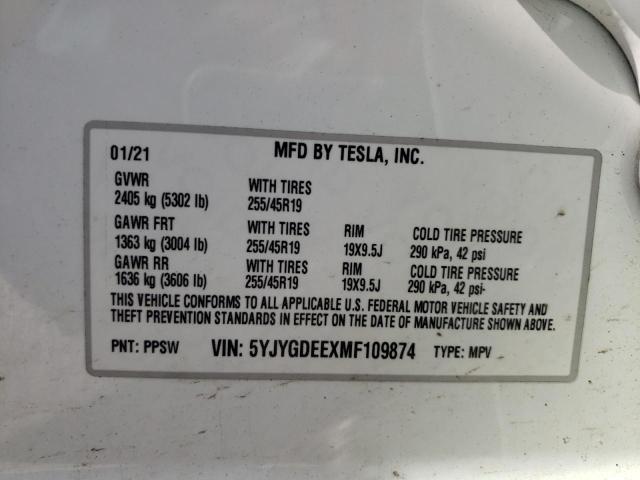 01/21 MFD BY TESLA, INC.
GVWR WITH TIRES
2405 kg (5302 lb) 255/45R19
GAWR FRT WITH TIRES RIM COLD TIRE PRESSURE
1363 kg (3004 lb) 255/45R19 19X9.5J 290 kPa, 42 psi
GAWR RR WITH TIRES RIM COLD TIRE PRESSURE
1636 kg (3606 lb) 255/45R19 19X9.5J 290 kPa, 42 psi
THIS VEHICLE CONFORMS TO ALL APPLICABLE U.S. FEDERAL MOTOR VEHICLE SAFETY AND
THEFT PREVENTION STANDARDS IN EFFECT ON THE DATE OF MANUFACTURE SHOWN ABOVE.
PNT: PPSW VIN: 5YJYGDEEXMF109874 TYPE: MPV